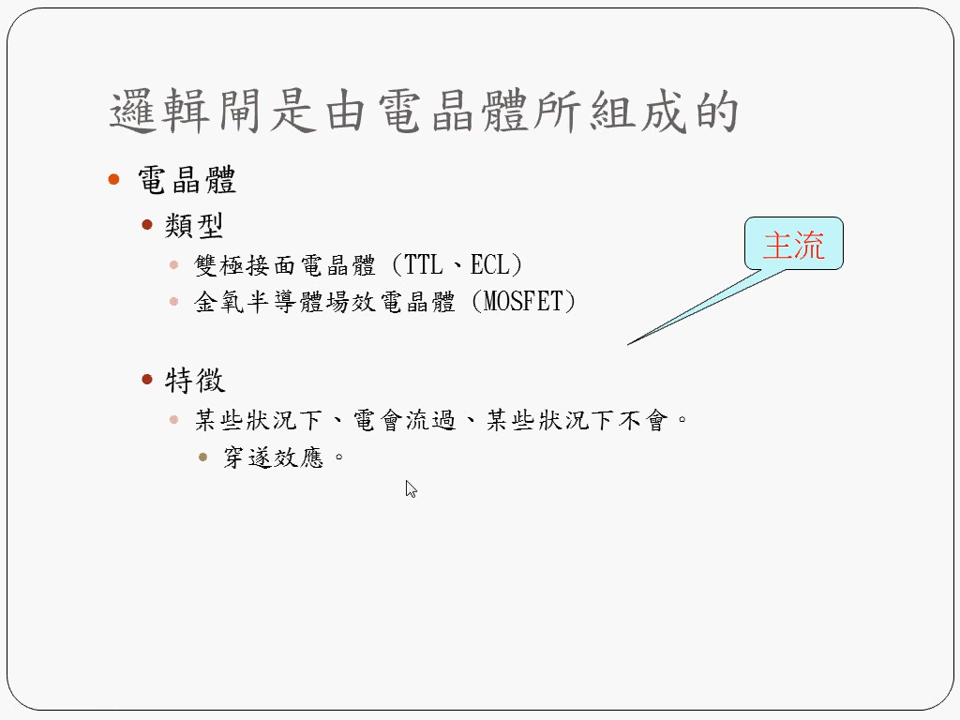 邏輯閘是由電晶體所組成的
電晶體
類型
雙極接面電晶體 (TTL、ECL)
金氧半導體場效電晶體 (MOSFET)
主流
特徵
某些狀況下、電會流過、某些狀況下不會。
穿遂效應。